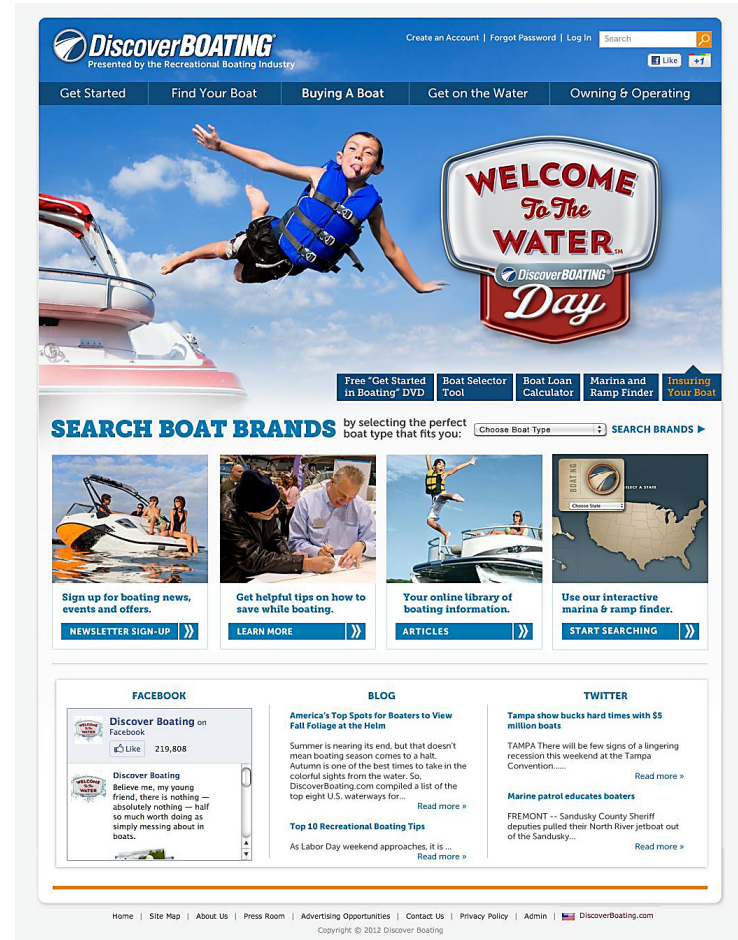 DiscoverBOATING®
Presented by the Recreational Boating Industry
Create an Account | Forgot Password | Log In
Search
Like
+1
Get Started
Find Your Boat
Buying A Boat
Get on the Water
Owning & Operating
WELCOME
To The
WATER SM
DiscoverBOATING®
Day
Free "Get Started
in Boating" DVD
Boat Selector
Tool
Boat Loan
Calculator
Marina and
Ramp Finder
Insuring
Your Boat
SEARCH BOAT BRANDS
by selecting the perfect
boat type that fits you:
Choose Boat Type
SEARCH BRANDS
BOATING
SELECT A STATE
Choose State
Sign up for boating news,
events and offers.
NEWSLETTER SIGN-UP
Get helpful tips on how to
save while boating.
LEARN MORE
Your online library of
boating information.
ARTICLES
Use our interactive
marina & ramp finder.
START SEARCHING
FACEBOOK
Discover Boating on
Facebook
Like 219,808
WELCOME
To The
WATER
Discover Boating
Believe me, my young
friend, there is nothing —
absolutely nothing — half
so much worth doing as
simply messing about in
boats.
WELCOME
To The
WATER
BLOG
America's Top Spots for Boaters to View
Fall Foliage at the Helm
Summer is nearing its end, but that doesn't
mean boating season comes to a halt.
Autumn is one of the best times to take in the
colorful sights from the water. So,
DiscoverBoating.com compiled a list of the
top eight U.S. waterways for...
Read more »
Top 10 Recreational Boating Tips
As Labor Day weekend approaches, it is ...
Read more »
TWITTER
Tampa show bucks hard times with $5
million boats
TAMPA There will be few signs of a lingering
recession this weekend at the Tampa
Convention......
Read more »
Marine patrol educates boaters
FREMONT -- Sandusky County Sheriff
deputies pulled their North River jetboat out
of the Sandusky...
Read more »
Home | Site Map | About Us | Press Room | Advertising Opportunities | Contact Us | Privacy Policy | Admin | DiscoverBoating.com
Copyright © 2012 Discover Boating